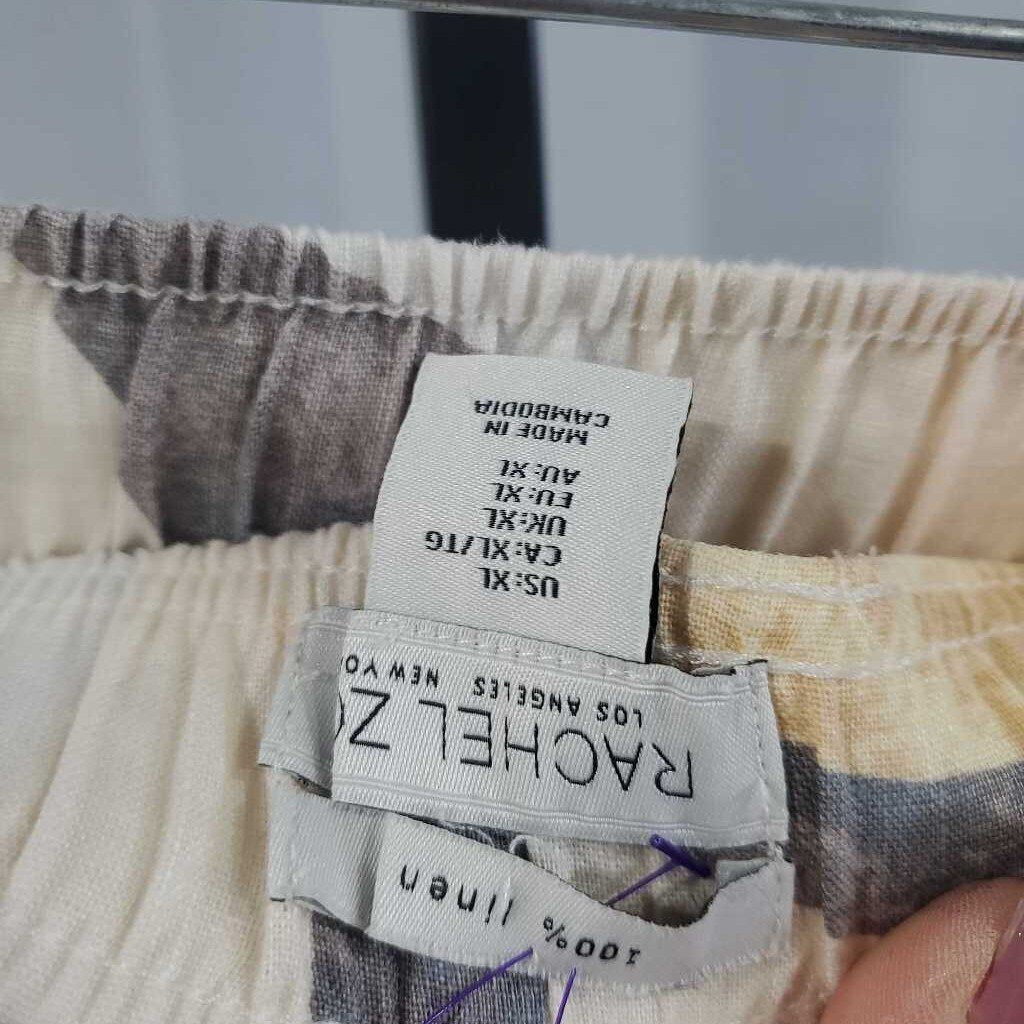 100% linen
RACHEL Z
LOS ANGELES NEW YO
US:XL
CA:XL/TG
UK:XL
EU:XL
AU:XL
MADE IN
CAMBODIA